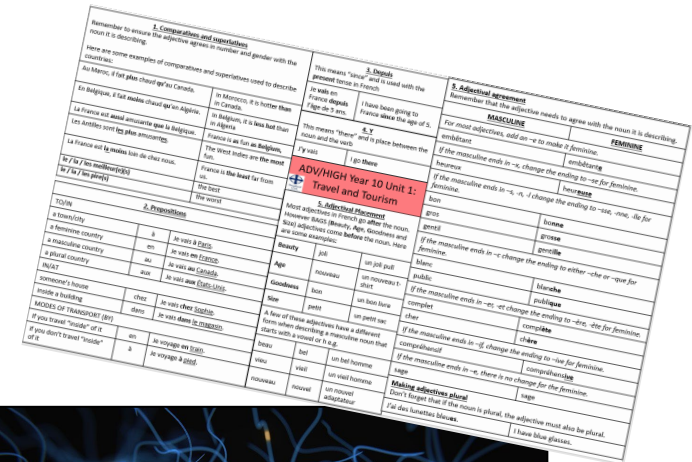 1. Comparatives and superlatives
Remember to ensure the adjective agrees in number and gender with the
noun it is describing.
Here are some examples of comparatives and superlatives used to describe
countries:
Au Maroc, il fait plus chaud qu'au Canada.
In Morocco, it is hotter than
in Canada.
En Belgique, il fait moins chaud qu'en Algérie.
In Belgium, it is less hot than
in Algeria
La France est aussi amusante que la Belgique.
France is as fun as Belgium.
Les Antilles sont les plus amusantes.
The West Indies are the most
fun.
La France est la moins loin de chez nous.
France is the least far from
us.
le / la / les meilleur(e)(s)
the best
le / la / les pire(s)
the worst
2. Prepositions
TO/IN
a town/city
à
Je vais à Paris.
a feminine country
en
Je vais en France.
a masculine country
au
Je vais au Canada.
a plural country
aux
Je vais aux États-Unis.
IN/AT
someone's house
chez
Je vais chez Sophie.
inside a building
dans
Je vais dans le magasin.
MODES OF TRANSPORT (BY)
If you travel "inside" of it
en
Je voyage en train.
If you don't travel "inside"
of it
à
Je voyage à pied.
3. Depuis
This means "since" and is used with the
present tense in French
Je vais en
France depuis
l'âge de 5 ans.
I have been going to
France since the age of 5.
4. Y
This means "there" and is place between the
noun and the verb
J'y vais
I go there
ADV/HIGH Year 10 Unit 1:
Travel and Tourism
5. Adjectival Placement
Most adjectives in French go after the noun.
However BAGS (Beauty, Age, Goodness and
Size) adjectives come before the noun. Here
are some examples:
Beauty
joli
un joli pull
Age
nouveau
un nouveau t-
shirt
Goodness
bon
un bon livre
Size
petit
un petit sac
A few of these adjectives have a different
form when describing a masculine noun that
starts with a vowel or h e.g.
beau
bel
un bel homme
vieu
vieil
un vieil homme
nouveau
nouvel
un nouvel
adaptateur
5. Adjectival agreement
Remember that the adjective needs to agree with the noun it is describing.
MASCULINE
FEMININE
For most adjectives, add an –e to make it feminine.
embêtant
embêtante
If the masculine ends in –x, change the ending to –se for feminine.
heureux
heureuse
If the masculine ends in –s, -n, -l change the ending to –sse, -nne, -lle for
feminine.
bon
bonne
gros
grosse
gentil
gentille
If the masculine ends in –c change the ending to either –che or –que for
feminine.
blanc
blanche
public
publique
If the masculine ends in –er, -et change the ending to –ère, -ète for feminine.
complet
complète
cher
chère
If the masculine ends in –if, change the ending to –ive for feminine.
compréhensif
compréhensive
If the masculine ends in –e, there is no change for the feminine.
sage
sage
Making adjectives plural
Don't forget that if the noun is plural, the adjective must also be plural.
J'ai des lunettes bleues.
I have blue glasses.